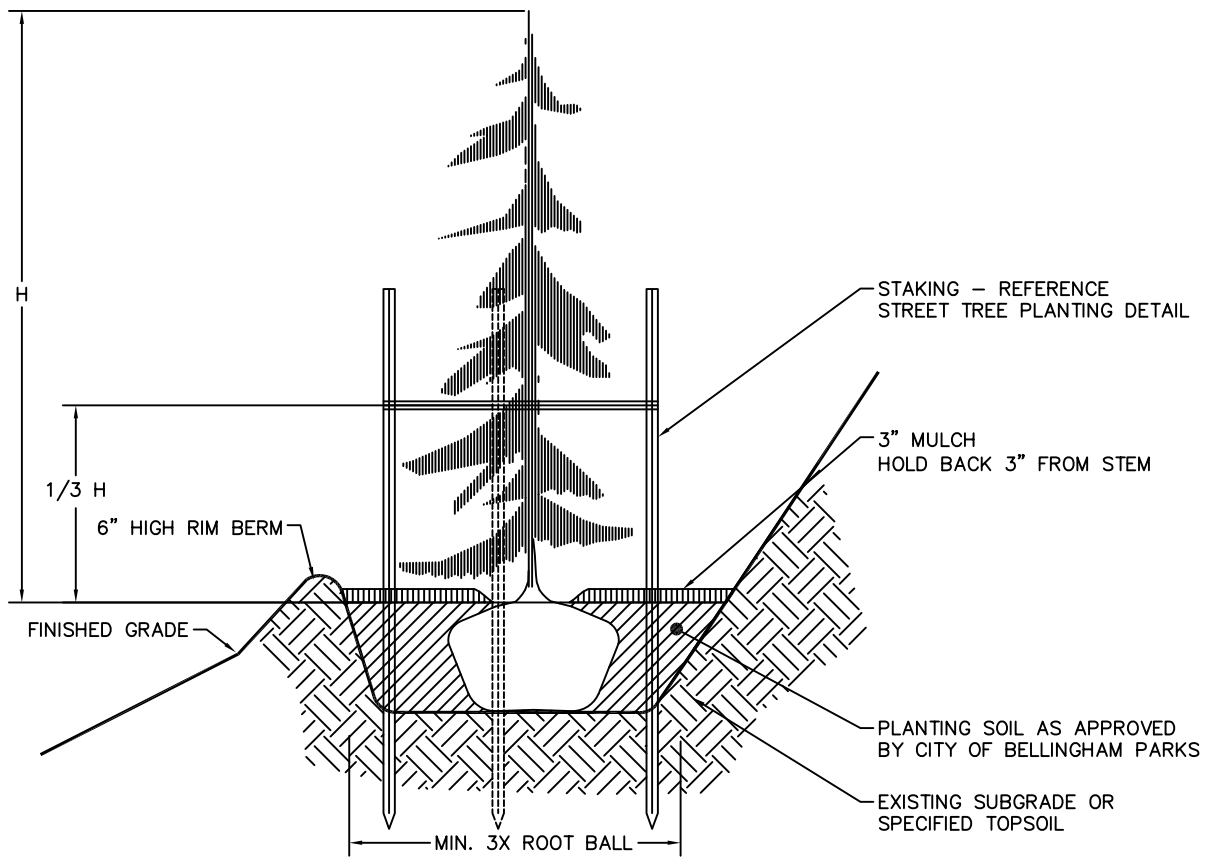 H
STAKING – REFERENCE
STREET TREE PLANTING DETAIL
3" MULCH
HOLD BACK 3" FROM STEM
1/3 H
6" HIGH RIM BERM
FINISHED GRADE
PLANTING SOIL AS APPROVED
BY CITY OF BELLINGHAM PARKS
EXISTING SUBGRADE OR
SPECIFIED TOPSOIL
MIN. 3X ROOT BALL